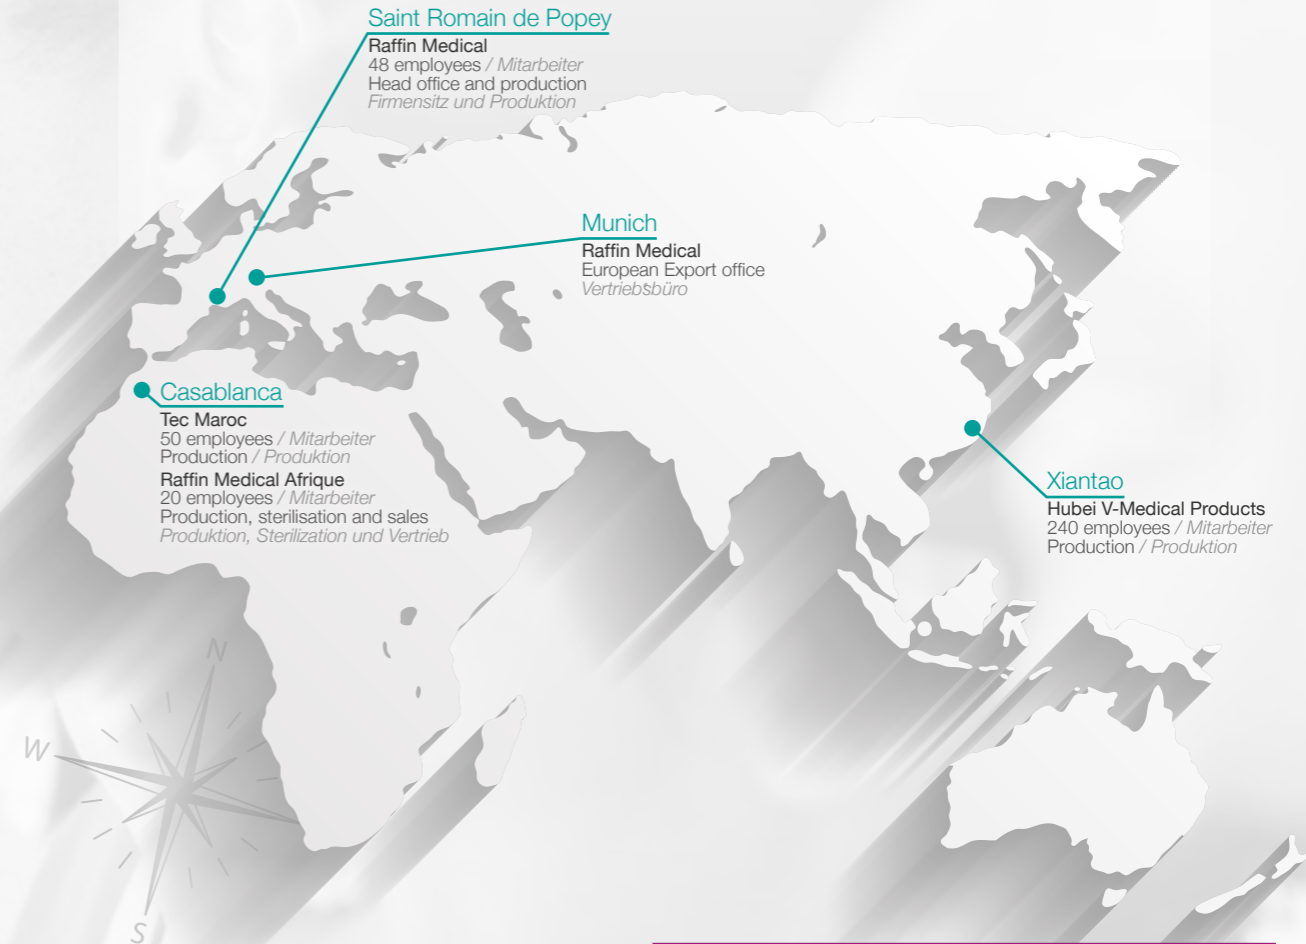 Saint Romain de Popey
Raffin Medical
48 employees / Mitarbeiter
Head office and production
Firmensitz und Produktion
Munich
Raffin Medical
European Export office
Vertriebsbüro
Casablanca
Tec Maroc
50 employees / Mitarbeiter
Production / Produktion
Raffin Medical Afrique
20 employees / Mitarbeiter
Production, sterilisation and sales
Produktion, Sterilization und Vertrieb
Xiantao
Hubei V-Medical Products
240 employees / Mitarbeiter
Production / Produktion
N
W
S